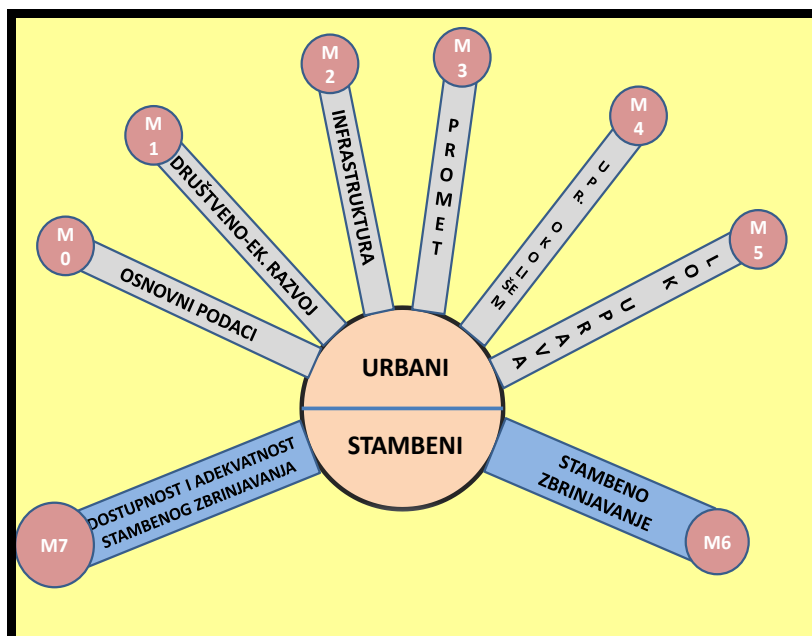 M
0
OSNOVNI PODACI
M
1
DRUŠTVENO-EK. RAZVOJ
M
2
INFRASTRUKTURA
M
3
PROMET
M
4
UPR. OKOLIŠEM
M
5
LOK UPRAVA
URBANI
STAMBENI
DOSTUPNOST I ADEKVATNOST
STAMBENOG ZBRINJAVANJA
M7
STAMBENO
ZBRINJAVANJE
M6